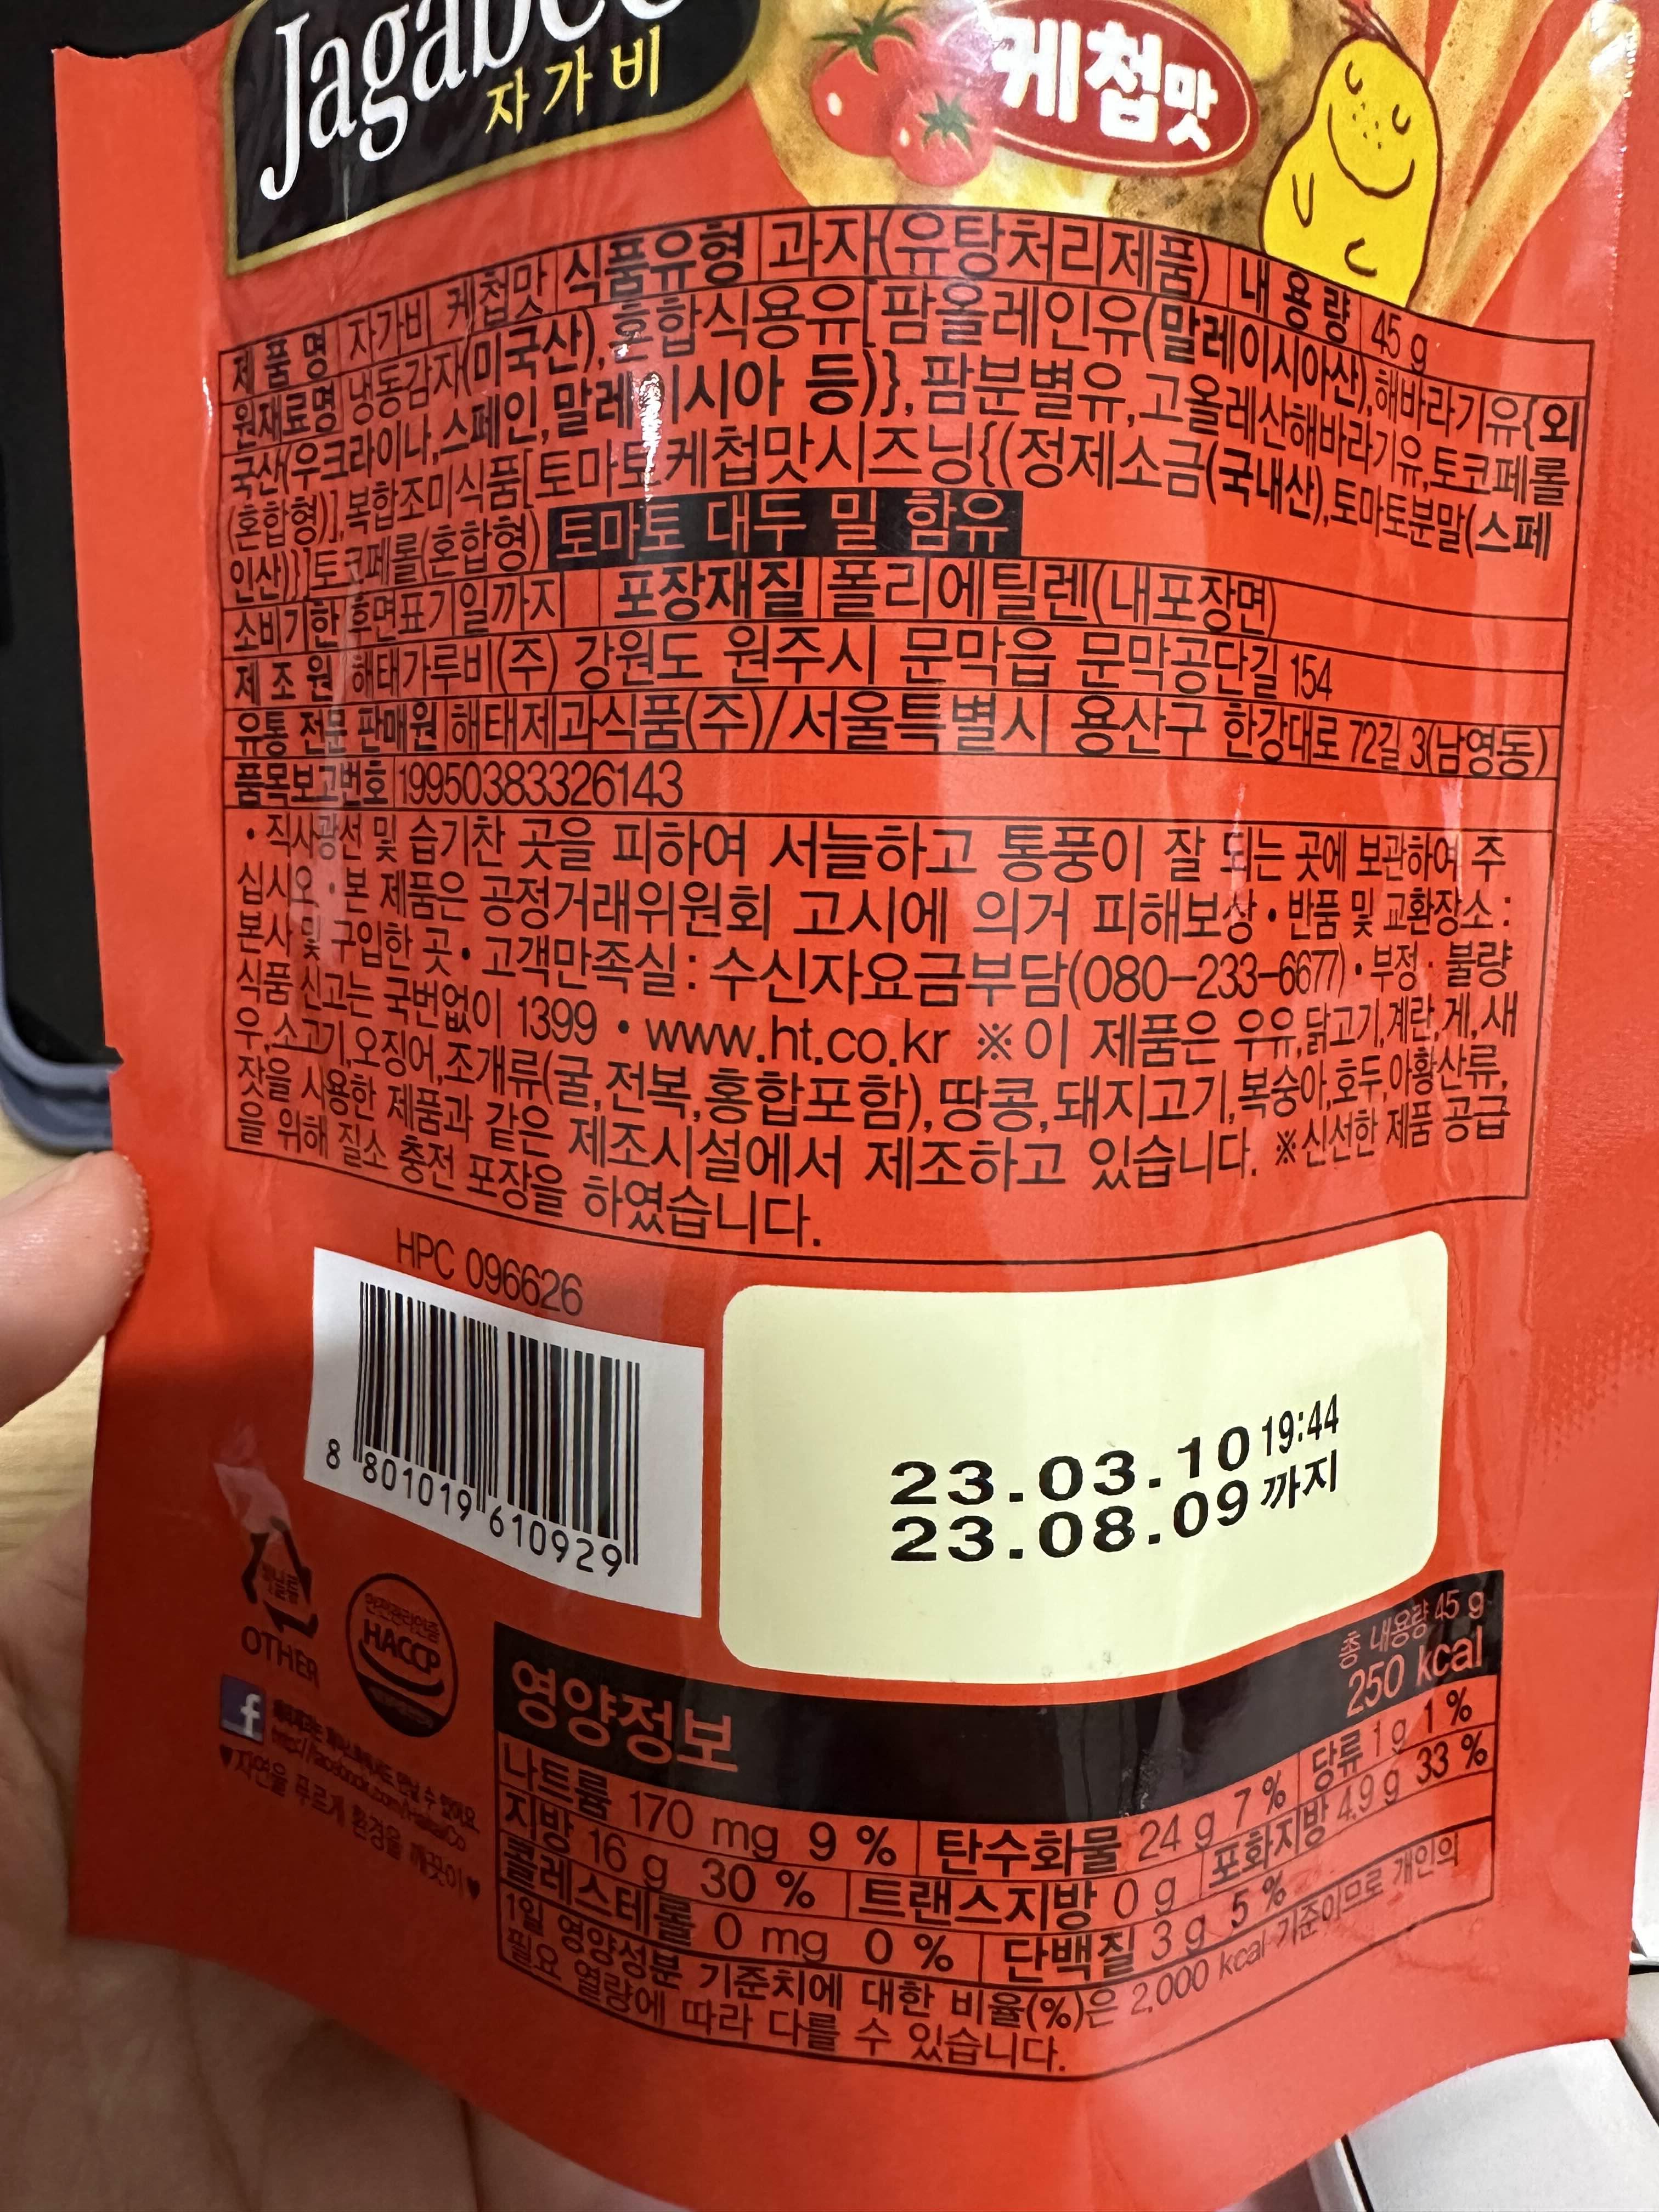 Jagabee
자가비
케첩맛
제품명 자가비 케첩맛 식품유형 과자(유탕처리제품) 내용량 45 g
원재료명 냉동감자(미국산),혼합식용유[팜올레인유(말레이시아산),해바라기유{외
국산(우크라이나,스페인,말레이시아 등)},팜분별유,고올레산해바라기유,토코페롤
(혼합형)],복합조미식품[토마토케첩맛시즈닝{(정제소금(국내산),토마토분말(스페
인산)}]토코페롤(혼합형) 토마토 대두 밀 함유
소비기한 후면표기일까지 포장재질 폴리에틸렌(내포장면)
제조원 해태가루비(주) 강원도 원주시 문막읍 문막공단길 154
유통 전문 판매원 해태제과식품(주)/서울특별시 용산구 한강대로 72길 3(남영동)
품목보고번호 19950383326143
• 직사광선 및 습기찬 곳을 피하여 서늘하고 통풍이 잘 되는 곳에 보관하여 주
십시오 • 본 제품은 공정거래위원회 고시에 의거 피해보상 • 반품 및 교환장소 :
본사 및 구입한 곳 • 고객만족실 : 수신자요금부담(080-233-6677) • 부정 · 불량
식품 신고는 국번없이 1399 • www.ht.co.kr ※이 제품은 우유,닭고기,계란,게,새
우,소고기,오징어,조개류(굴,전복,홍합포함),땅콩,돼지고기,복숭아,호두,아황산류,
잣을 사용한 제품과 같은 제조시설에서 제조하고 있습니다. ※신선한 제품 공급
을 위해 질소 충전 포장을 하였습니다.
HPC 096626
8 801019 610929
23.03.10 19:44
23.08.09 까지
비닐류
OTHER
안전관리인증
HACCP
http://facebook.com/HaitaiCo
♥자연을 푸르게 환경을 깨끗이♥
영양정보
총 내용량 45 g
250 kcal
나트륨 170 mg 9 % 탄수화물 24 g 7 % 당류 1 g 1 %
지방 16 g 30 % 트랜스지방 0 g 포화지방 4.9 g 33 %
콜레스테롤 0 mg 0 % 단백질 3 g 5 %
1일 영양성분 기준치에 대한 비율(%)은 2,000 kcal 기준이므로 개인의
필요 열량에 따라 다를 수 있습니다.